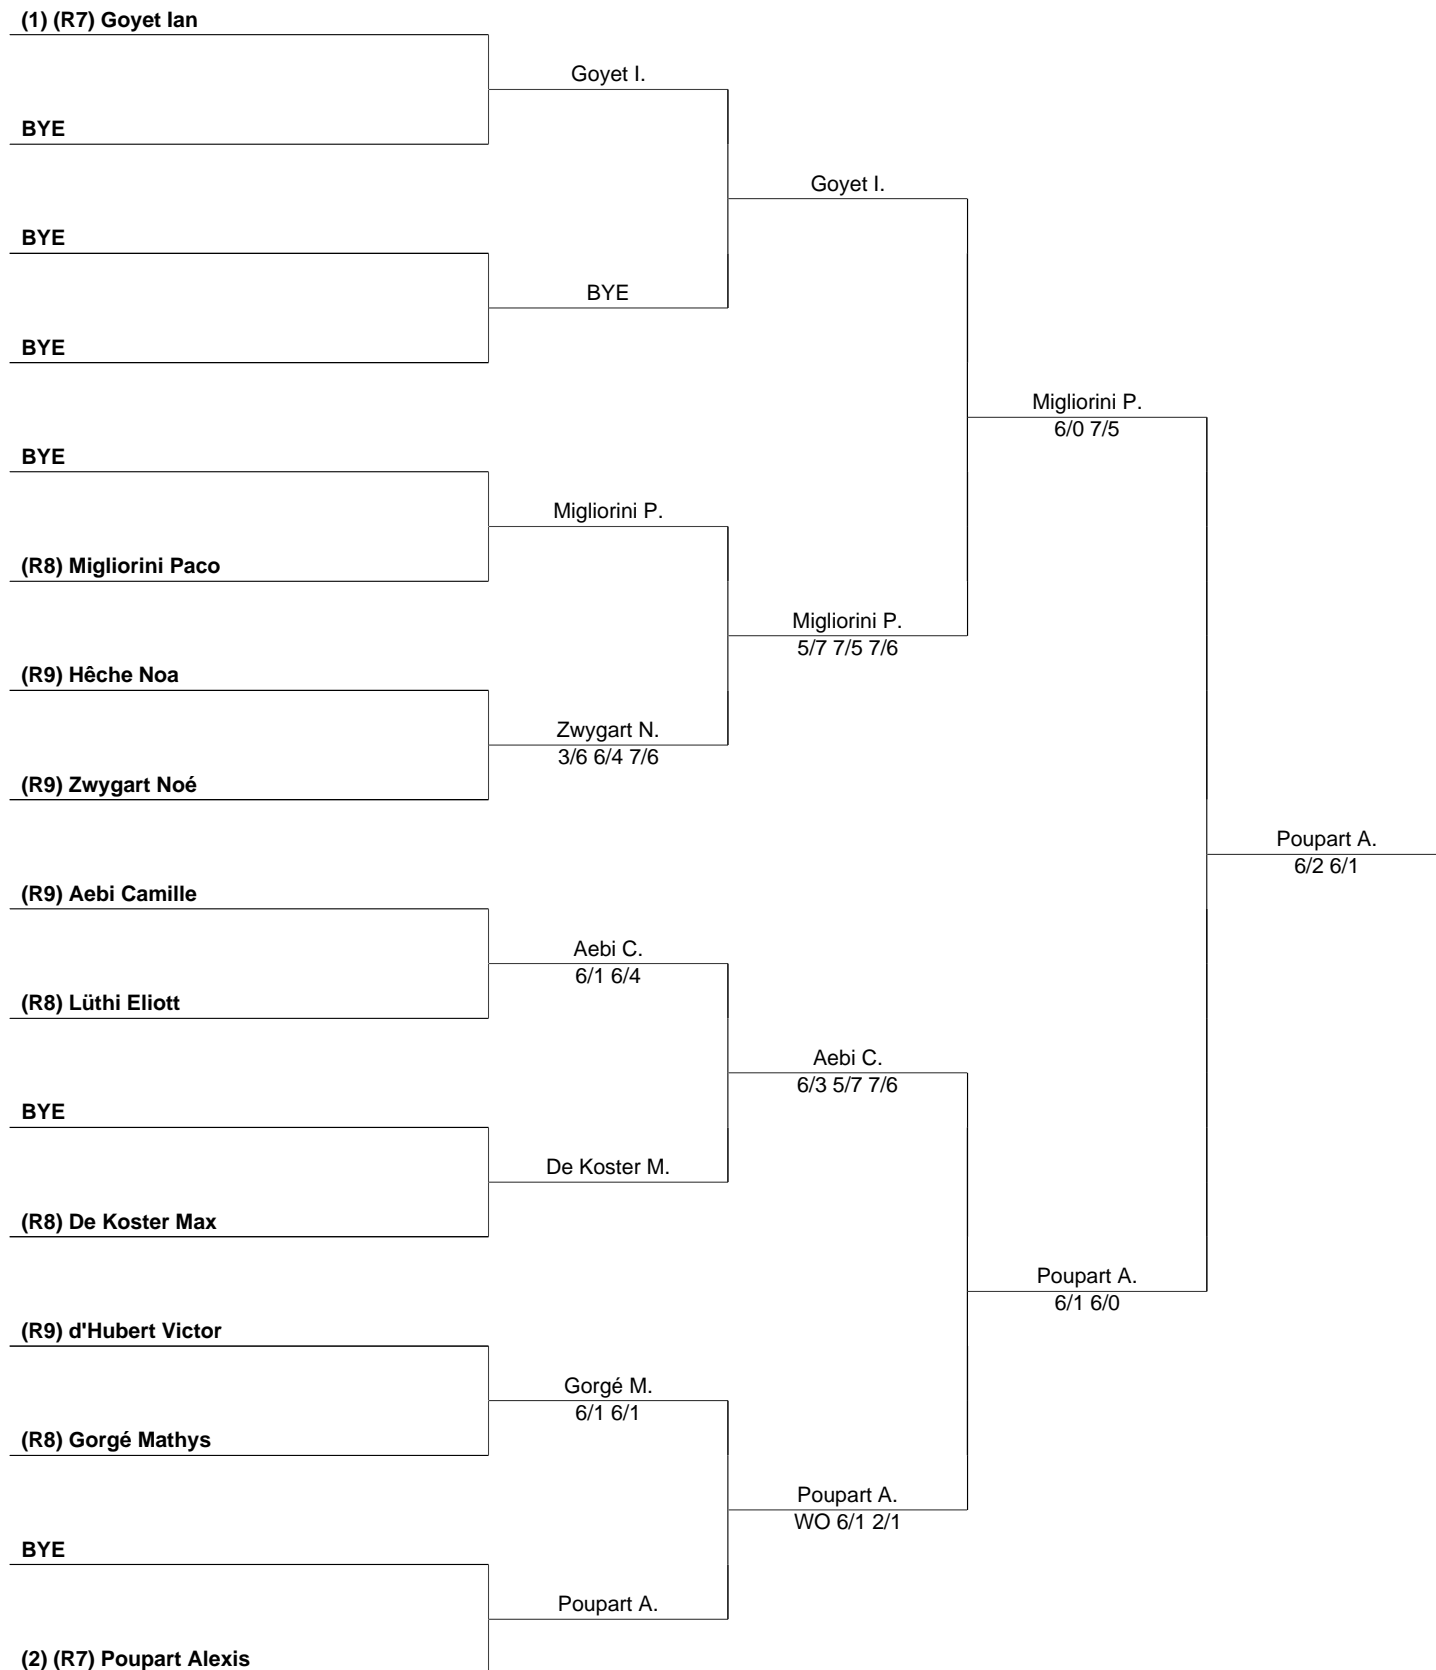 (1) (R7) Goyet Ian
Goyet I.
BYE
Goyet I.
BYE
BYE
BYE
Migliorini P.
6/0 7/5
BYE
Migliorini P.
(R8) Migliorini Paco
Migliorini P.
5/7 7/5 7/6
(R9) Hêche Noa
Zwygart N.
3/6 6/4 7/6
(R9) Zwygart Noé
Poupart A.
6/2 6/1
(R9) Aebi Camille
Aebi C.
6/1 6/4
(R8) Lüthi Eliott
Aebi C.
6/3 5/7 7/6
BYE
De Koster M.
(R8) De Koster Max
Poupart A.
6/1 6/0
(R9) d'Hubert Victor
Gorgé M.
6/1 6/1
(R8) Gorgé Mathys
Poupart A.
WO 6/1 2/1
BYE
Poupart A.
(2) (R7) Poupart Alexis